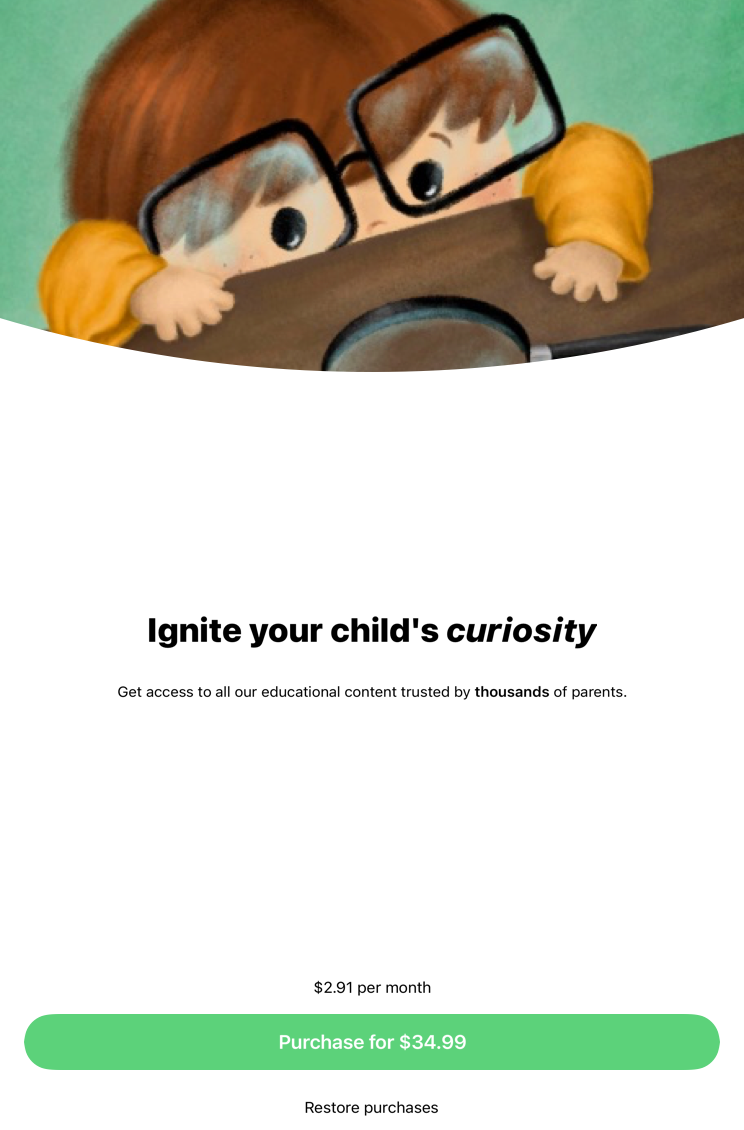 Ignite your child's curiosity
Get access to all our educational content trusted by thousands of parents.
$2.91 per month
Purchase for $34.99
Restore purchases